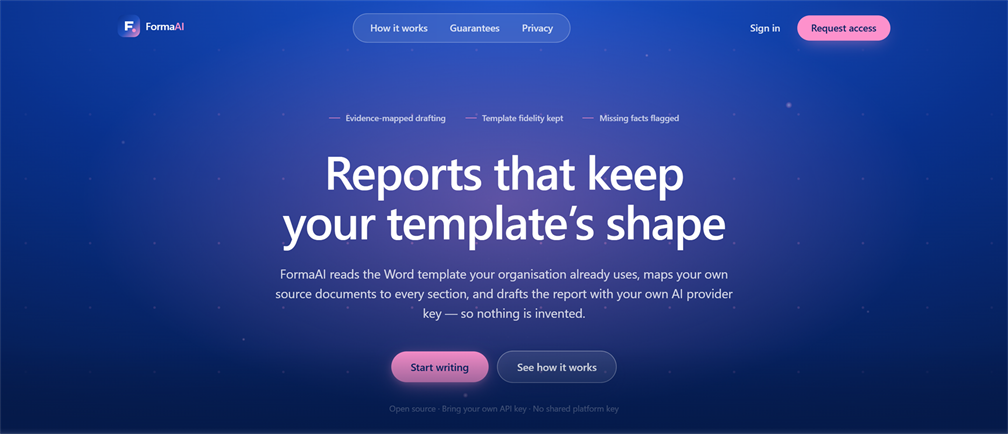 F FormaAI
How it works Guarantees Privacy
Sign in Request access
Evidence-mapped drafting Template fidelity kept Missing facts flagged
Reports that keep
your template’s shape
FormaAI reads the Word template your organisation already uses, maps your own
source documents to every section, and drafts the report with your own AI provider
key — so nothing is invented.
Start writing See how it works
Open source · Bring your own API key · No shared platform key